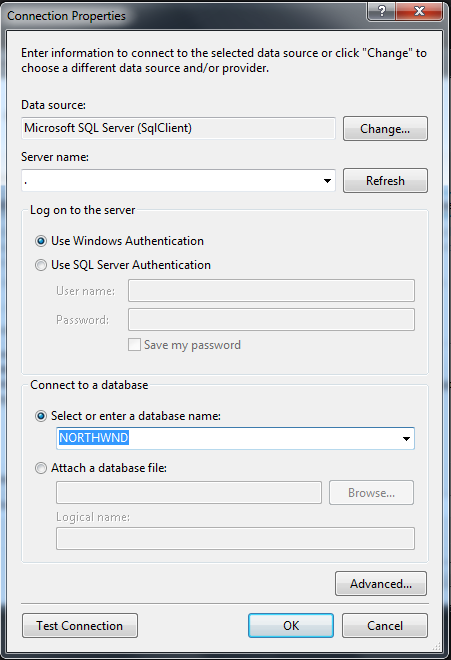 Connection Properties
?
Enter information to connect to the selected data source or click "Change" to
choose a different data source and/or provider.
Data source:
Microsoft SQL Server (SqlClient)
Change...
Server name:
.
Refresh
Log on to the server
Use Windows Authentication
Use SQL Server Authentication
User name:
Password:
Save my password
Connect to a database
Select or enter a database name:
NORTHWND
Attach a database file:
Browse...
Logical name:
Advanced...
Test Connection
OK
Cancel